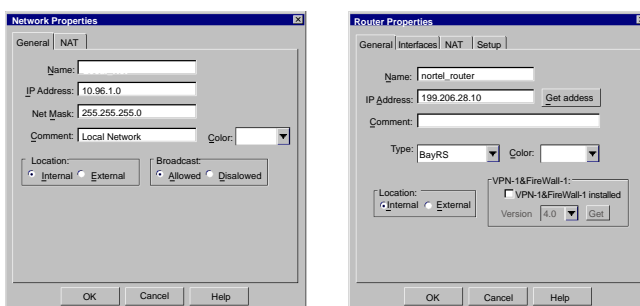 Network Properties
General NAT
Name:
IP Address: 10.96.1.0
Net Mask: 255.255.255.0
Comment: Local Network Color:
Location: Broadcast:
Internal External Allowed Disalowed
OK Cancel Help
Router Properties
General Interfaces NAT Setup
Name: nortel_router
IP Address: 199.206.28.10 Get addess
Comment:
Type: BayRS Color:
VPN-1&FireWall-1:
Location: VPN-1&FireWall-1 installed
Internal External Version 4.0 Get
OK Cancel Help